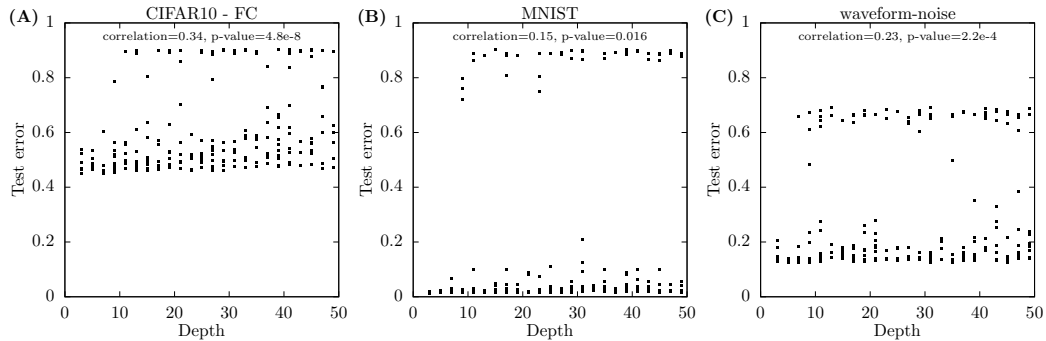 (A) CIFAR10 - FC
correlation=0.34, p-value=4.8e-8
1
0.8
0.6
0.4
0.2
0
Test error
0 10 20 30 40 50
Depth
(B) MNIST
correlation=0.15, p-value=0.016
1
0.8
0.6
0.4
0.2
0
Test error
0 10 20 30 40 50
Depth
(C) waveform-noise
correlation=0.23, p-value=2.2e-4
1
0.8
0.6
0.4
0.2
0
Test error
0 10 20 30 40 50
Depth